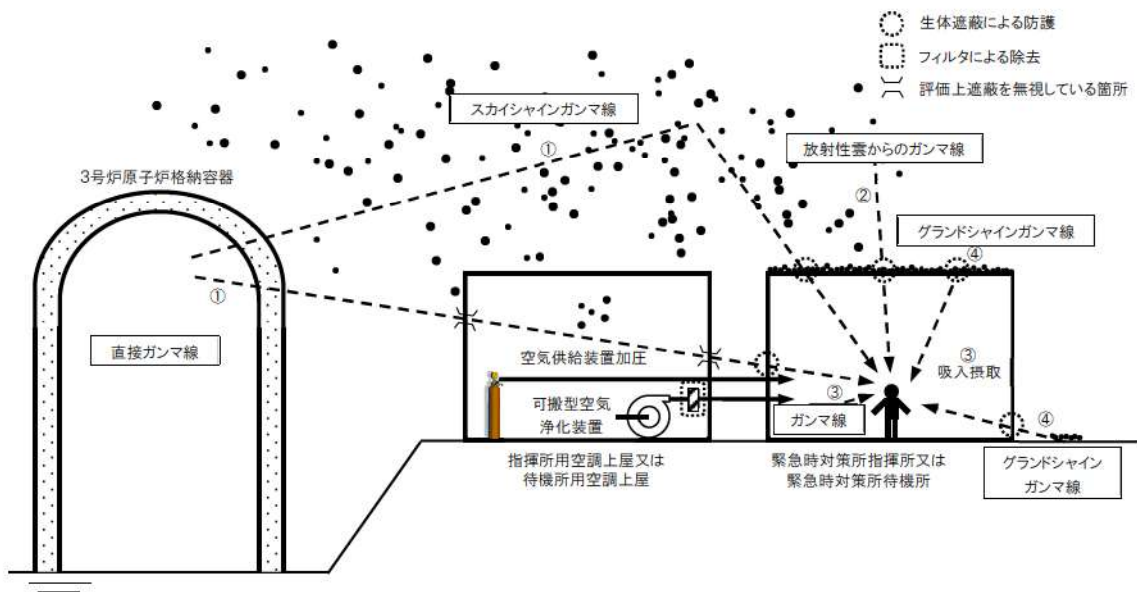 生体遮蔽による防護
フィルタによる除去
評価上遮蔽を無視している箇所
スカイシャインガンマ線
①
放射性雲からのガンマ線
②
3号炉原子炉格納容器
グランドシャインガンマ線
④
①
直接ガンマ線
空気供給装置加圧
③
吸入摂取
可搬型空気
浄化装置
③
ガンマ線
④
指揮所用空調上屋又は
待機所用空調上屋
緊急時対策所指揮所又は
緊急時対策所待機所
グランドシャイン
ガンマ線